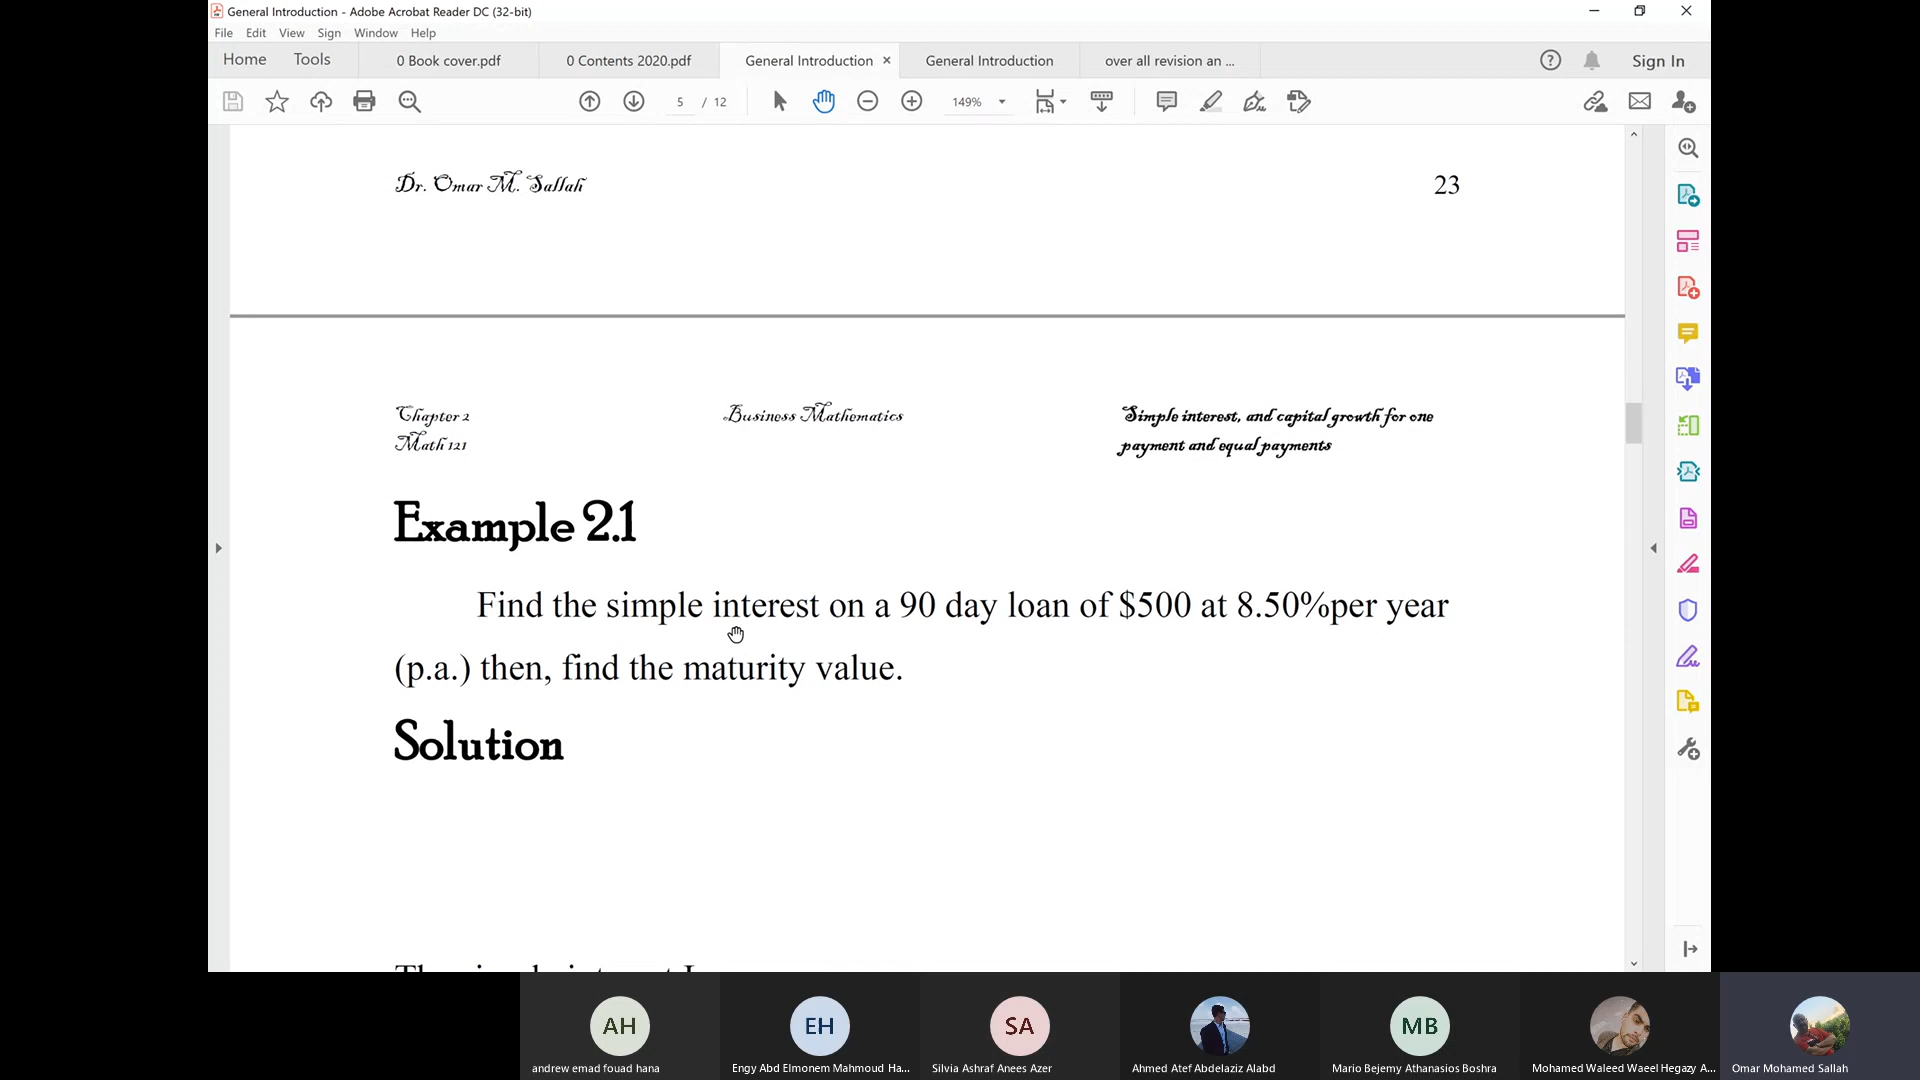 General Introduction - Adobe Acrobat Reader DC (32-bit)
File Edit View Sign Window Help
Home Tools 0 Book cover.pdf 0 Contents 2020.pdf General Introduction × General Introduction over all revision an ... Sign In
5 / 12 149%
Dr. Omar M. Sallah 23
Chapter 2 Business Mathematics Simple interest, and capital growth for one
Math 121 payment and equal payments
Example 2.1
Find the simple interest on a 90 day loan of $500 at 8.50%per year
(p.a.) then, find the maturity value.
Solution
AH EH SA MB
andrew emad fouad hana Engy Abd Elmonem Mahmoud Ha... Silvia Ashraf Anees Azer Ahmed Atef Abdelaziz Alabd Mario Bejemy Athanasios Boshra Mohamed Waleed Waeel Hegazy A... Omar Mohamed Sallah